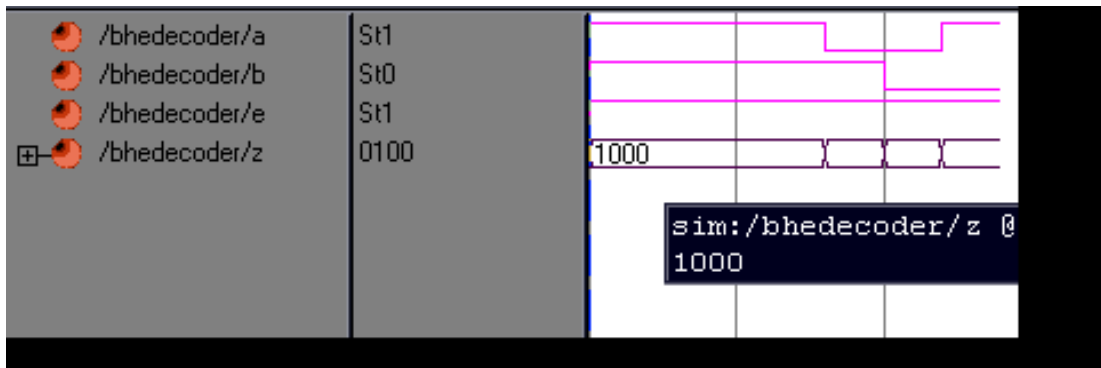 /bhedecoder/a St1
/bhedecoder/b St0
/bhedecoder/e St1
/bhedecoder/z 0100 1000
sim:/bhedecoder/z @
1000